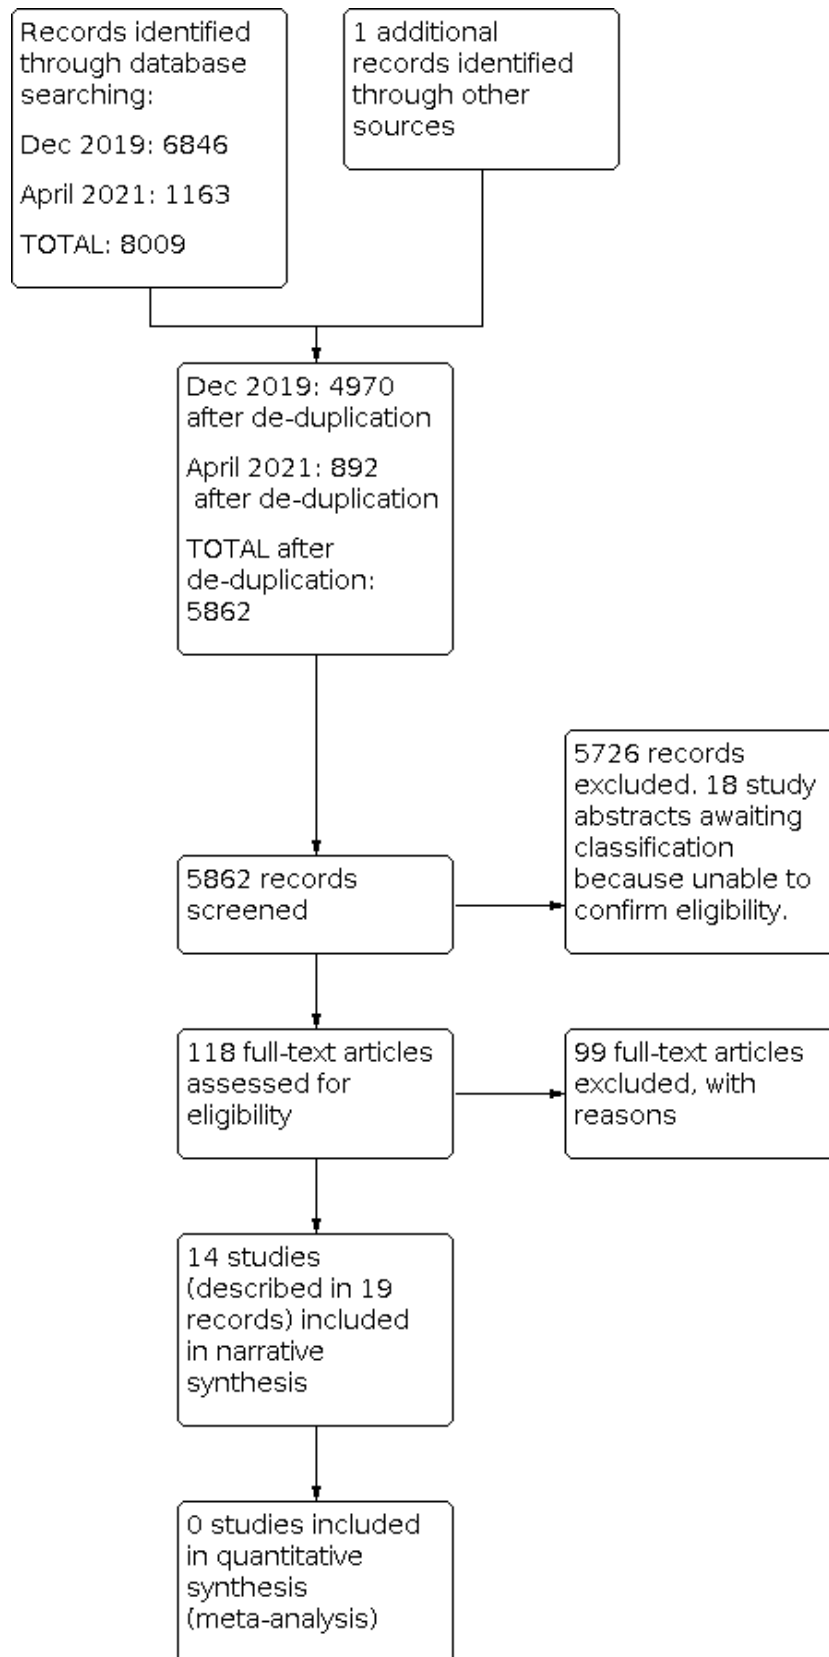 Records identified
through database
searching:
Dec 2019: 6846
April 2021: 1163
TOTAL: 8009
1 additional
records identified
through other
sources
Dec 2019: 4970
after de-duplication
April 2021: 892
after de-duplication
TOTAL after
de-duplication:
5862
5862 records
screened
5726 records
excluded. 18 study
abstracts awaiting
classification
because unable to
confirm eligibility.
118 full-text articles
assessed for
eligibility
99 full-text articles
excluded, with
reasons
14 studies
(described in 19
records) included
in narrative
synthesis
0 studies included
in quantitative
synthesis
(meta-analysis)